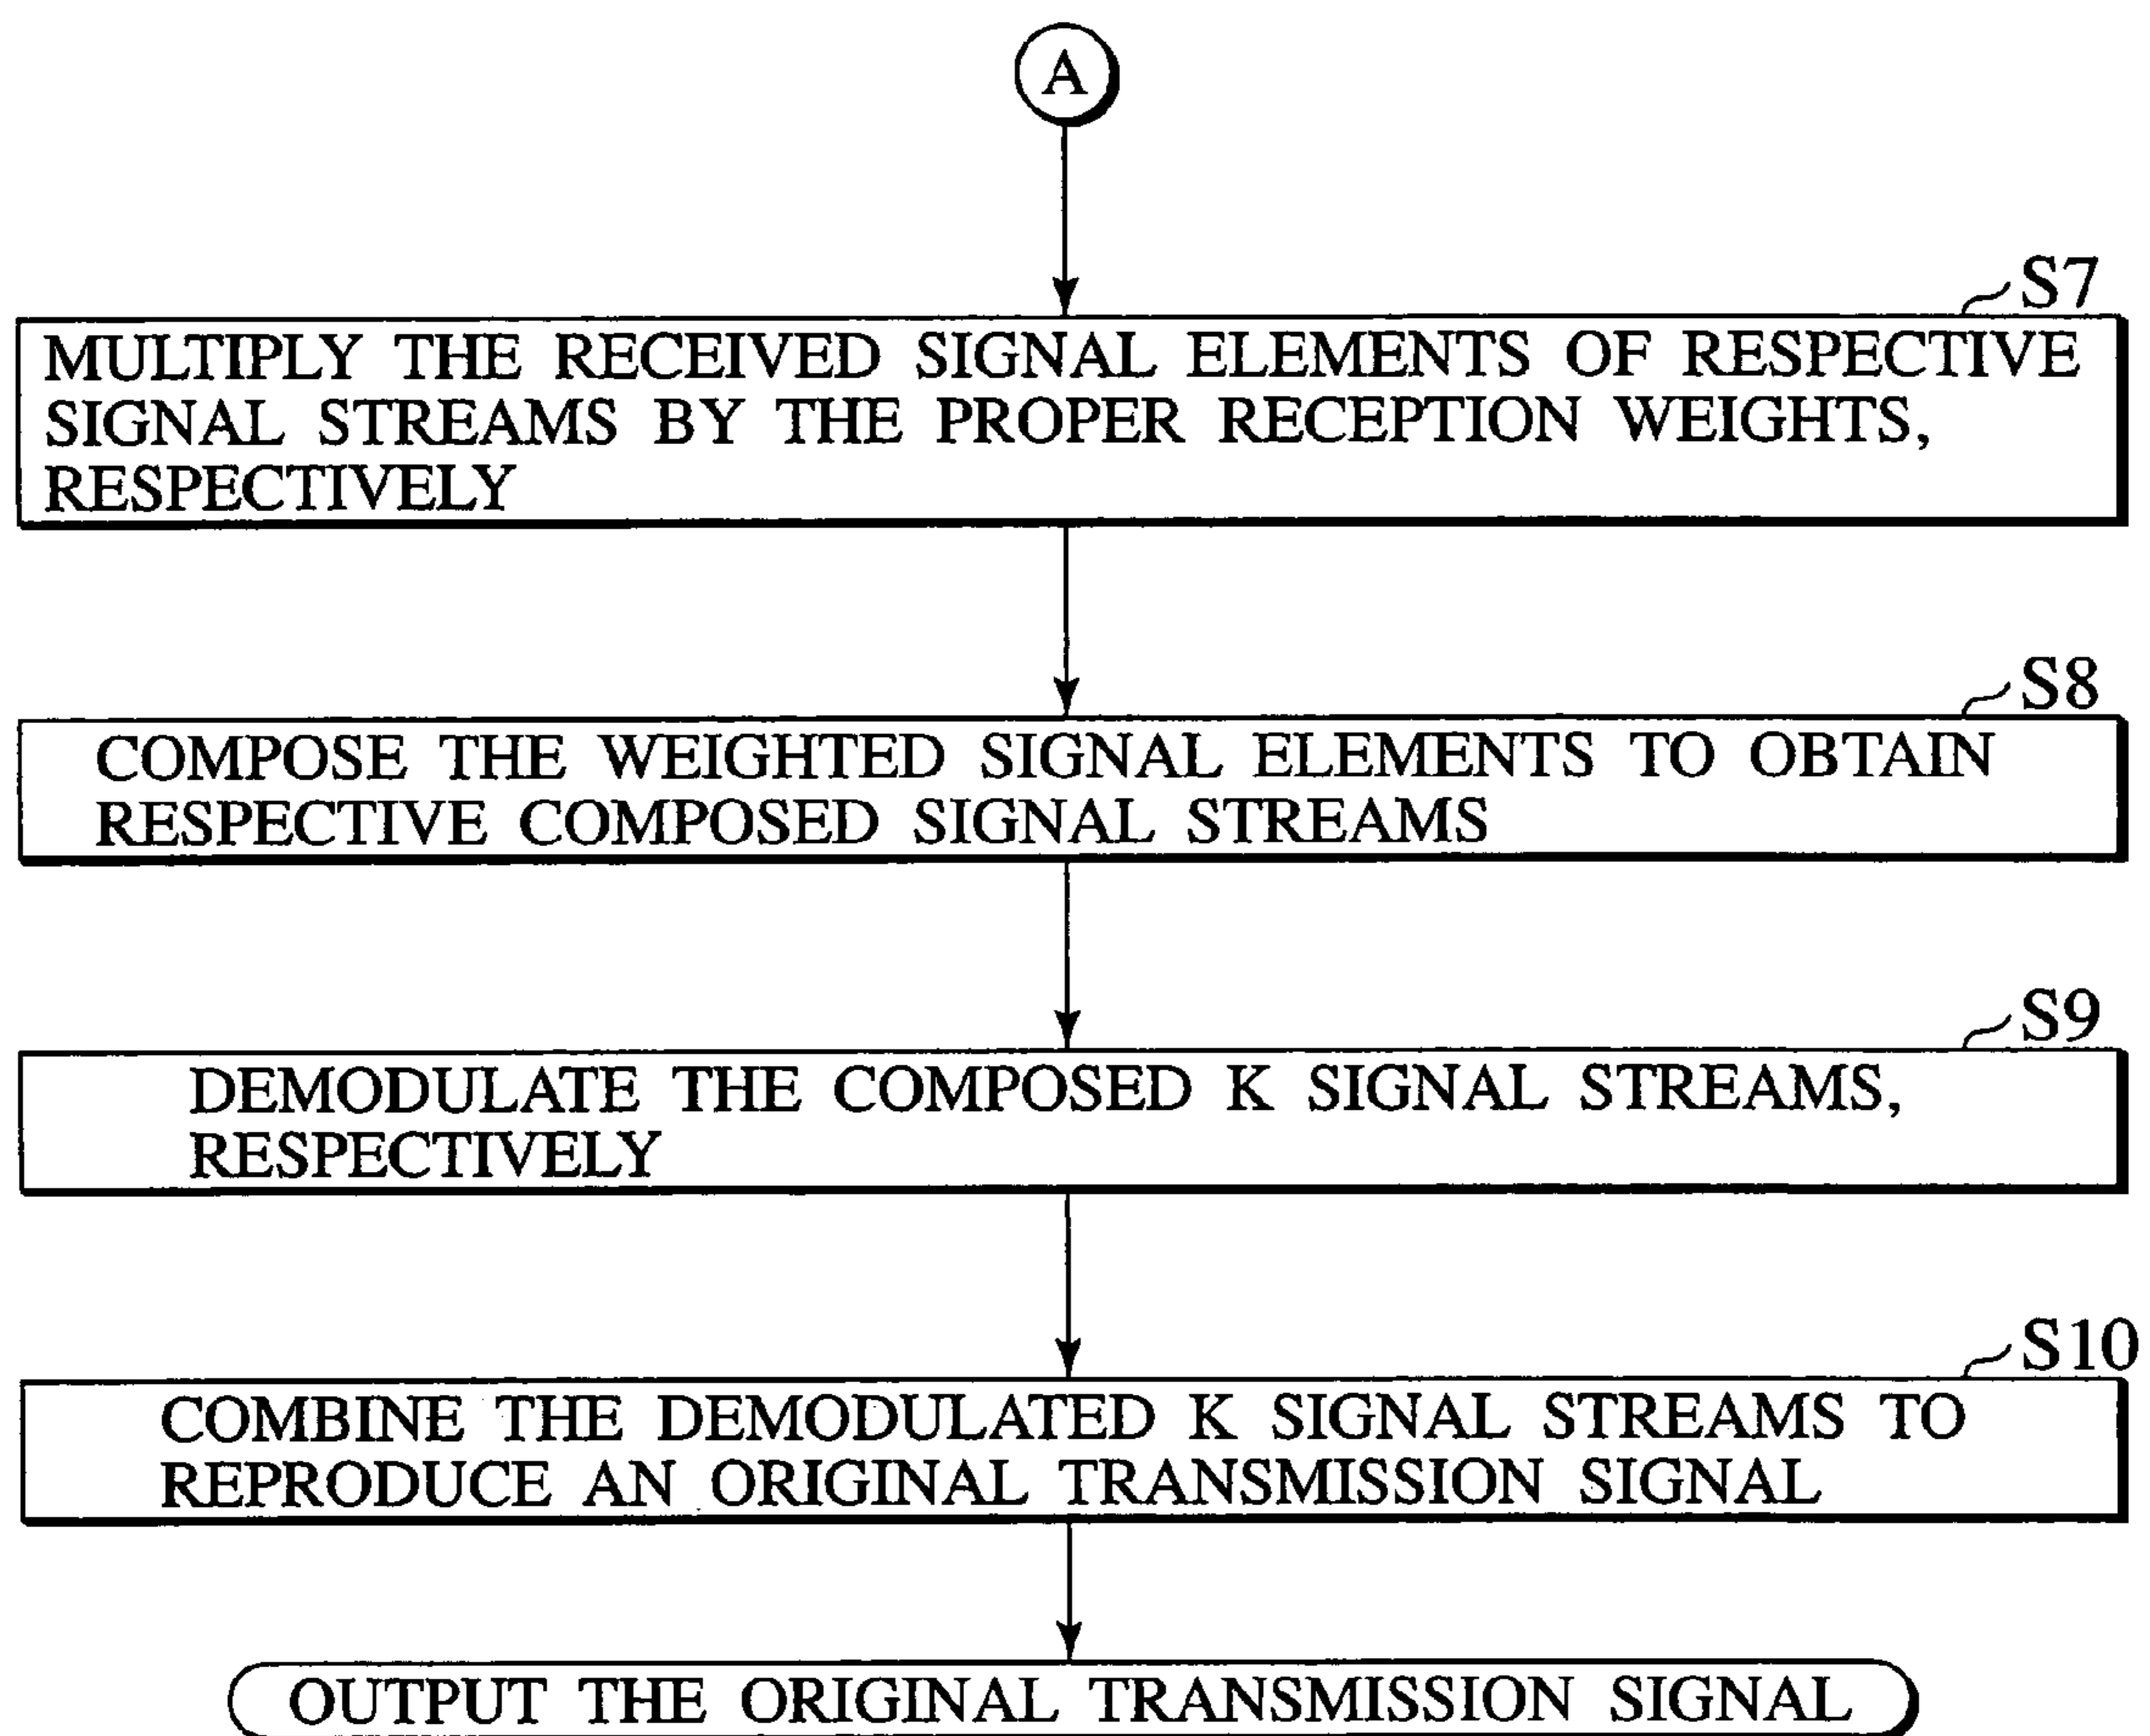 A
S7
MULTIPLY THE RECEIVED SIGNAL ELEMENTS OF RESPECTIVE
SIGNAL STREAMS BY THE PROPER RECEPTION WEIGHTS,
RESPECTIVELY
S8
COMPOSE THE WEIGHTED SIGNAL ELEMENTS TO OBTAIN
RESPECTIVE COMPOSED SIGNAL STREAMS
S9
DEMODULATE THE COMPOSED K SIGNAL STREAMS,
RESPECTIVELY
S10
COMBINE THE DEMODULATED K SIGNAL STREAMS TO
REPRODUCE AN ORIGINAL TRANSMISSION SIGNAL
OUTPUT THE ORIGINAL TRANSMISSION SIGNAL